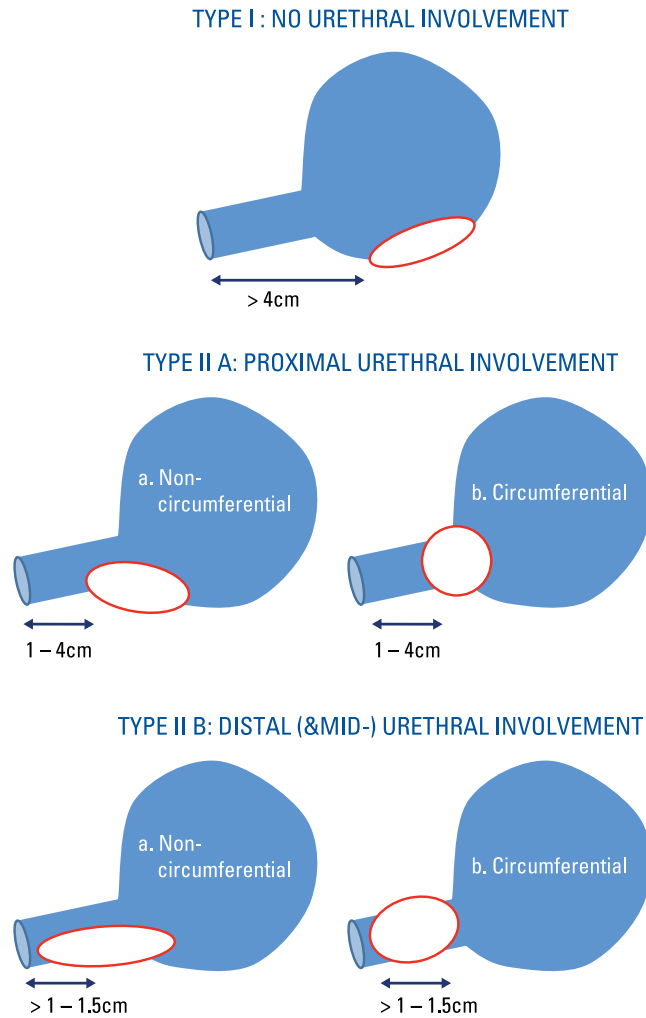 TYPE I : NO URETHRAL INVOLVEMENT
> 4cm
TYPE II A: PROXIMAL URETHRAL INVOLVEMENT
a. Non-
circumferential
b. Circumferential
1 – 4cm
1 – 4cm
TYPE II B: DISTAL (&MID-) URETHRAL INVOLVEMENT
a. Non-
circumferential
b. Circumferential
> 1 – 1.5cm
> 1 – 1.5cm